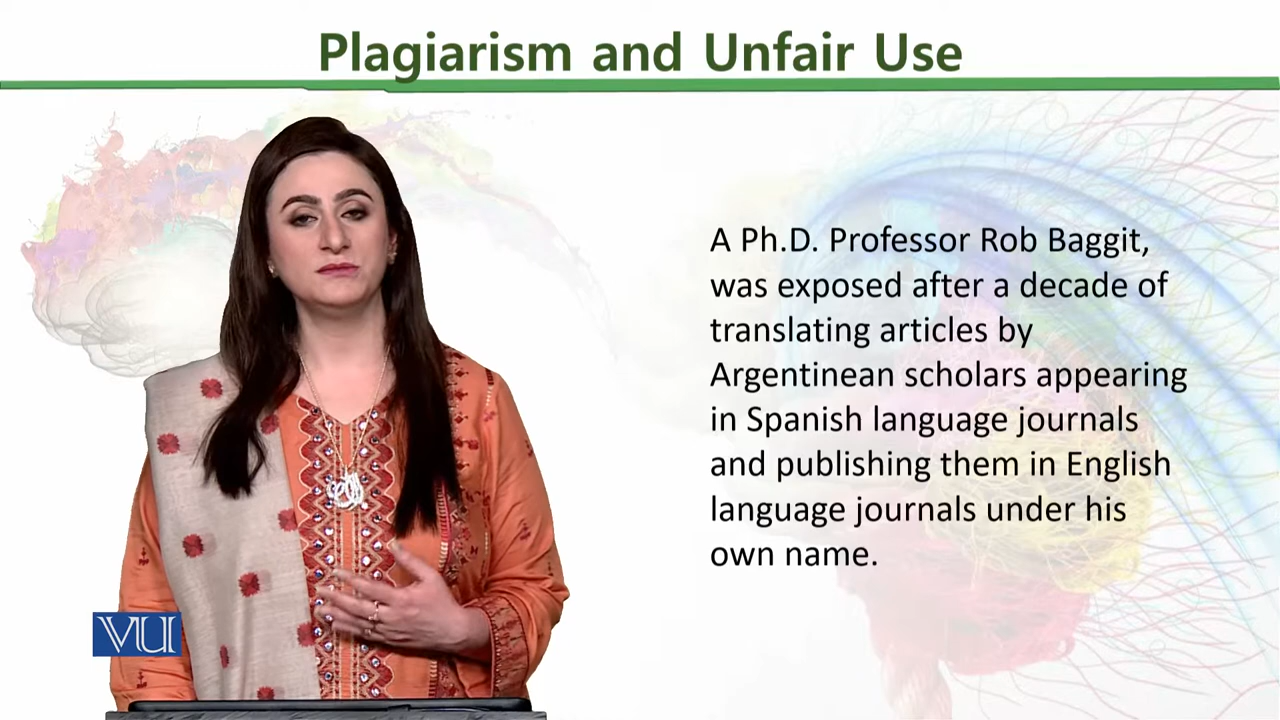 Plagiarism and Unfair Use
A Ph.D. Professor Rob Baggit,
was exposed after a decade of
translating articles by
Argentinean scholars appearing
in Spanish language journals
and publishing them in English
language journals under his
own name.
VU